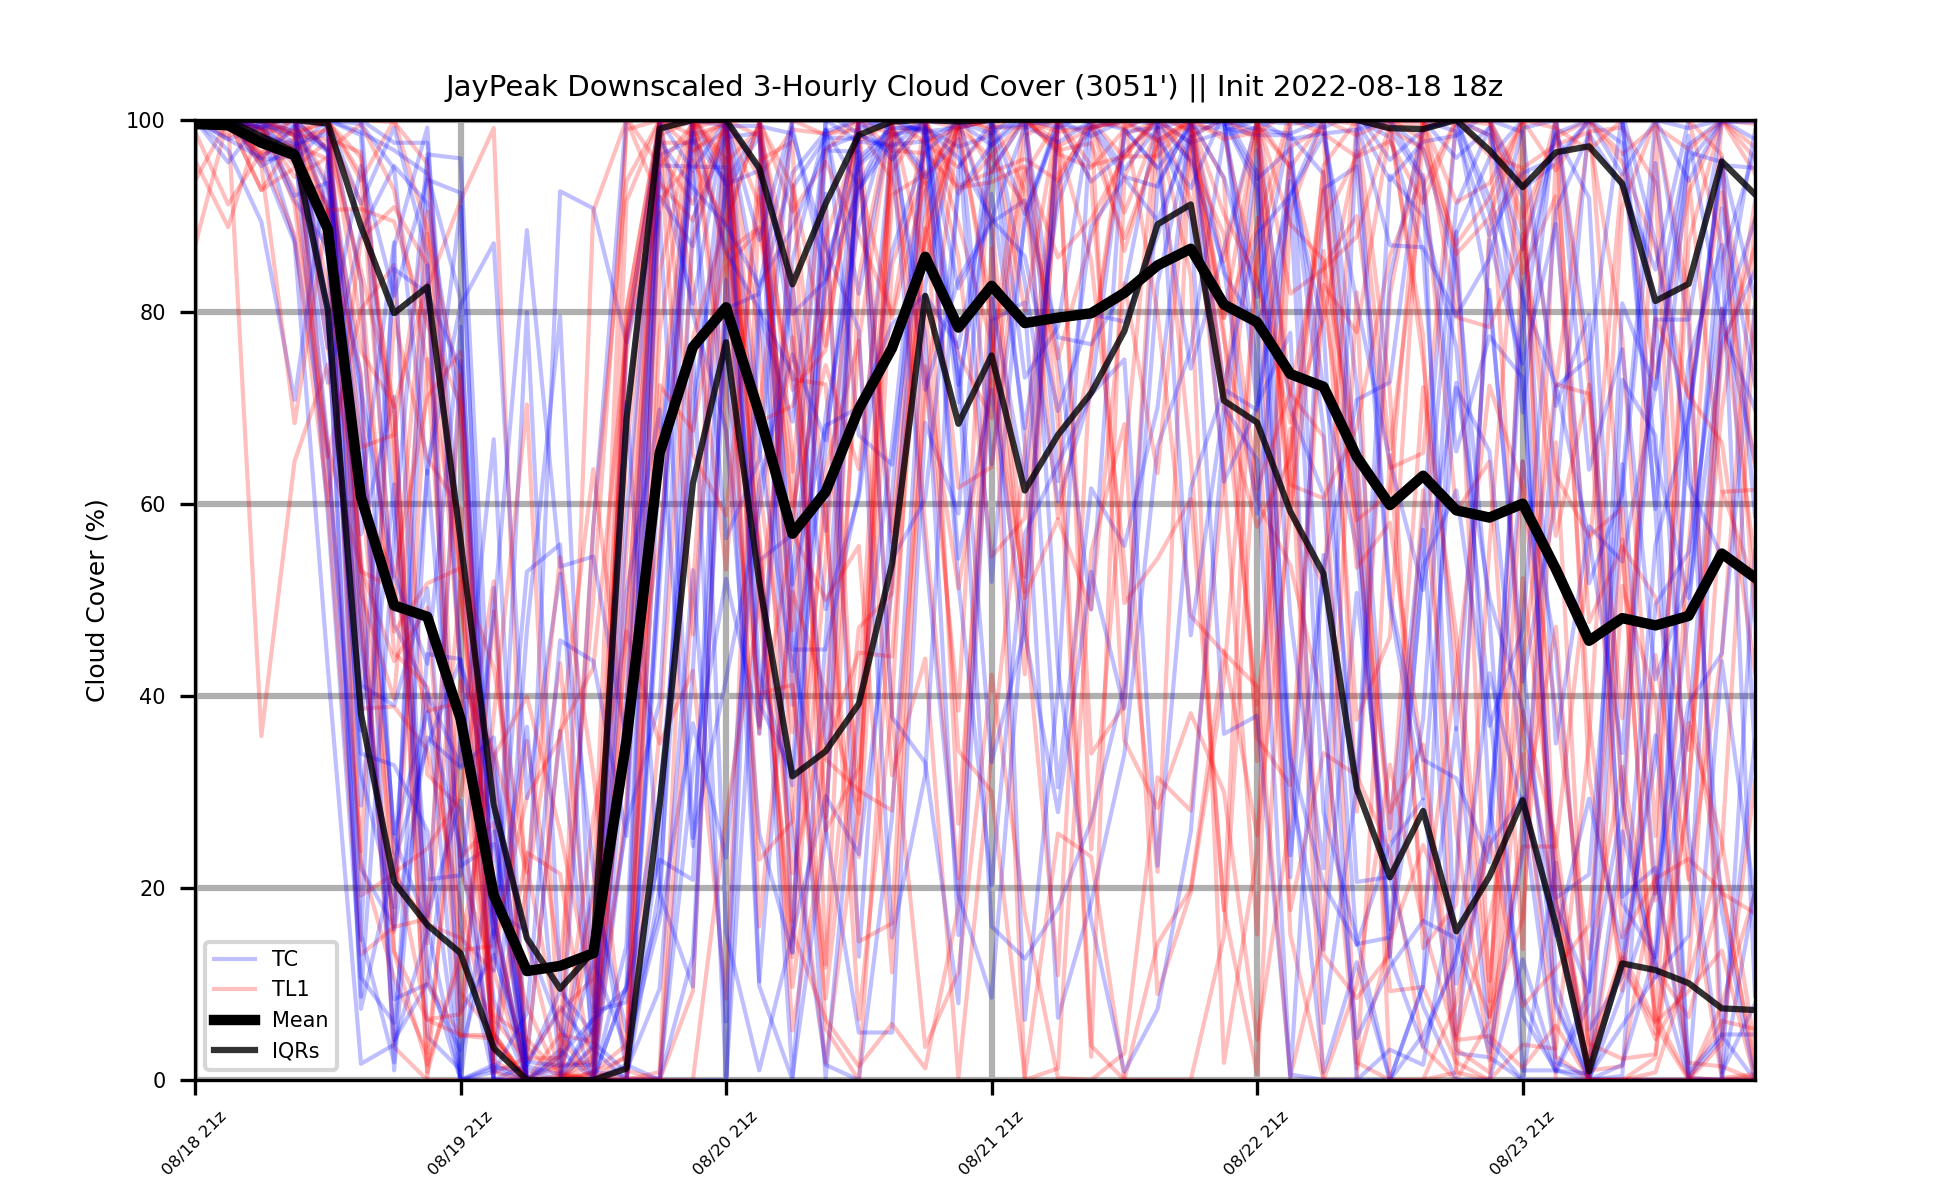 JayPeak Downscaled 3-Hourly Cloud Cover (3051') || Init 2022-08-18 18z
Cloud Cover (%)
100
80
60
40
20
0
TC
TL1
Mean
IQRs
08/18 21z
08/19 21z
08/20 21z
08/21 21z
08/22 21z
08/23 21z